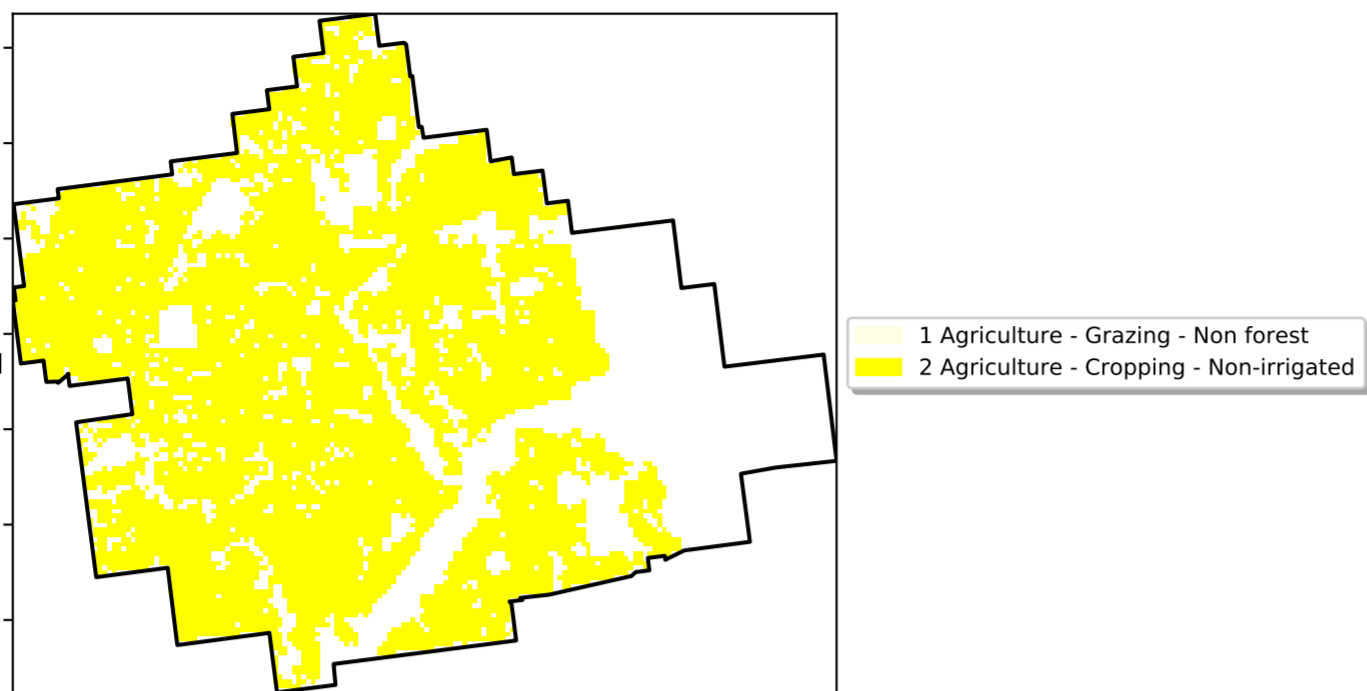 1 Agriculture - Grazing - Non forest
2 Agriculture - Cropping - Non-irrigated